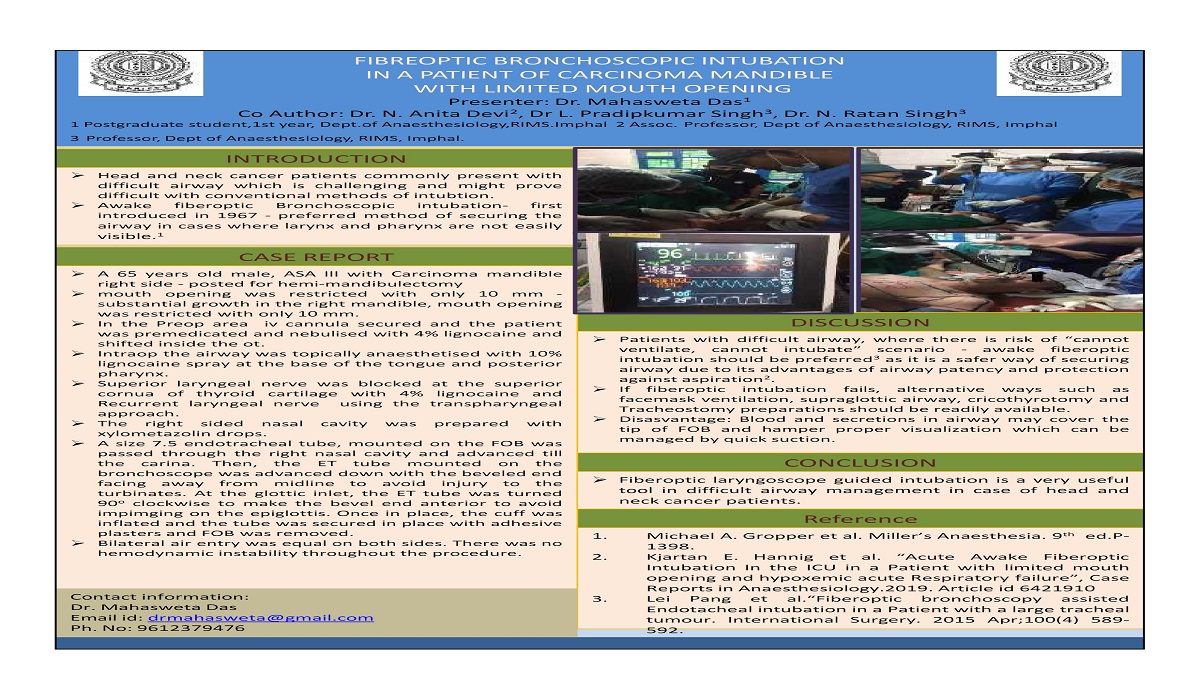 FIBREOPTIC BRONCHOSCOPIC INTUBATION
IN A PATIENT OF CARCINOMA MANDIBLE
WITH LIMITED MOUTH OPENING
Presenter: Dr. Mahasweta Das¹
Co Author: Dr. N. Anita Devi², Dr L. Pradipkumar Singh³, Dr. N. Ratan Singh³
1 Postgraduate student,1st year, Dept.of Anaesthesiology,RIMS.Imphal 2 Assoc. Professor, Dept of Anaesthesiology, RIMS, Imphal
3 Professor, Dept of Anaesthesiology, RIMS, Imphal.
INTRODUCTION
➢ Head and neck cancer patients commonly present with
difficult airway which is challenging and might prove
difficult with conventional methods of intubtion.
➢ Awake fiberoptic Bronchoscopic intubation- first
introduced in 1967 - preferred method of securing the
airway in cases where larynx and pharynx are not easily
visible.¹
CASE REPORT
➢ A 65 years old male, ASA III with Carcinoma mandible
right side - posted for hemi-mandibulectomy
➢ mouth opening was restricted with only 10 mm -
substantial growth in the right mandible, mouth opening
was restricted with only 10 mm.
➢ In the Preop area iv cannula secured and the patient
was premedicated and nebulised with 4% lignocaine and
shifted inside the ot.
➢ Intraop the airway was topically anaesthetised with 10%
lignocaine spray at the base of the tongue and posterior
pharynx.
➢ Superior laryngeal nerve was blocked at the superior
cornua of thyroid cartilage with 4% lignocaine and
Recurrent laryngeal nerve using the transpharyngeal
approach.
➢ The right sided nasal cavity was prepared with
xylometazolin drops.
➢ A size 7.5 endotracheal tube, mounted on the FOB was
passed through the right nasal cavity and advanced till
the carina. Then, the ET tube mounted on the
bronchoscope was advanced down with the beveled end
facing away from midline to avoid injury to the
turbinates. At the glottic inlet, the ET tube was turned
90º clockwise to make the bevel end anterior to avoid
impimging on the epiglottis. Once in place, the cuff was
inflated and the tube was secured in place with adhesive
plasters and FOB was removed.
➢ Bilateral air entry was equal on both sides. There was no
hemodynamic instability throughout the procedure.
Contact information:
Dr. Mahasweta Das
Email id: drmahasweta@gmail.com
Ph. No: 9612379476
96
DISCUSSION
➢ Patients with difficult airway, where there is risk of “cannot
ventilate, cannot intubate” scenario - awake fiberoptic
intubation should be preferred³ as it is a safer way of securing
airway due to its advantages of airway patency and protection
against aspiration².
➢ If fiberoptic intubation fails, alternative ways such as
facemask ventilation, supraglottic airway, cricothyrotomy and
Tracheostomy preparations should be readily available.
➢ Disasvantage: Blood and secretions in airway may cover the
tip of FOB and hamper proper visualization which can be
managed by quick suction.
CONCLUSION
➢ Fiberoptic laryngoscope guided intubation is a very useful
tool in difficult airway management in case of head and
neck cancer patients.
Reference
1. Michael A. Gropper et al. Miller’s Anaesthesia. 9ᵗʰ ed.P-
1398.
2. Kjartan E. Hannig et al. “Acute Awake Fiberoptic
Intubation In the ICU in a Patient with limited mouth
opening and hypoxemic acute Respiratory failure”, Case
Reports in Anaesthesiology.2019. Article id 6421910
3. Lei Pang et al.“Fiberoptic bronchoscopy assisted
Endotacheal intubation in a Patient with a large tracheal
tumour. International Surgery. 2015 Apr;100(4) 589-
592.